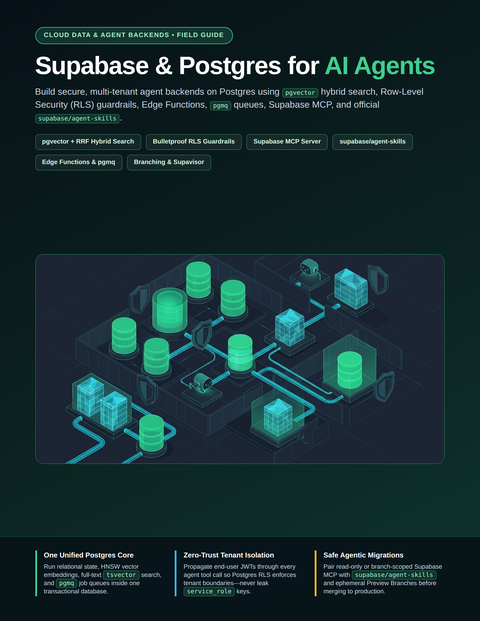 CLOUD DATA & AGENT BACKENDS • FIELD GUIDE
Supabase & Postgres for AI Agents
Build secure, multi-tenant agent backends on Postgres using pgvector hybrid search, Row-Level
Security (RLS) guardrails, Edge Functions, pgmq queues, Supabase MCP, and official
supabase/agent-skills.
pgvector + RRF Hybrid Search
Bulletproof RLS Guardrails
Supabase MCP Server
supabase/agent-skills
Edge Functions & pgmq
Branching & Supavisor
One Unified Postgres Core
Run relational state, HNSW vector
embeddings, full-text tsvector search,
and pgmq job queues inside one
transactional database.
Zero-Trust Tenant Isolation
Propagate end-user JWTs through every
agent tool call so Postgres RLS enforces
tenant boundaries—never leak
service_role keys.
Safe Agentic Migrations
Pair read-only or branch-scoped Supabase
MCP with supabase/agent-skills
and ephemeral Preview Branches before
merging to production.